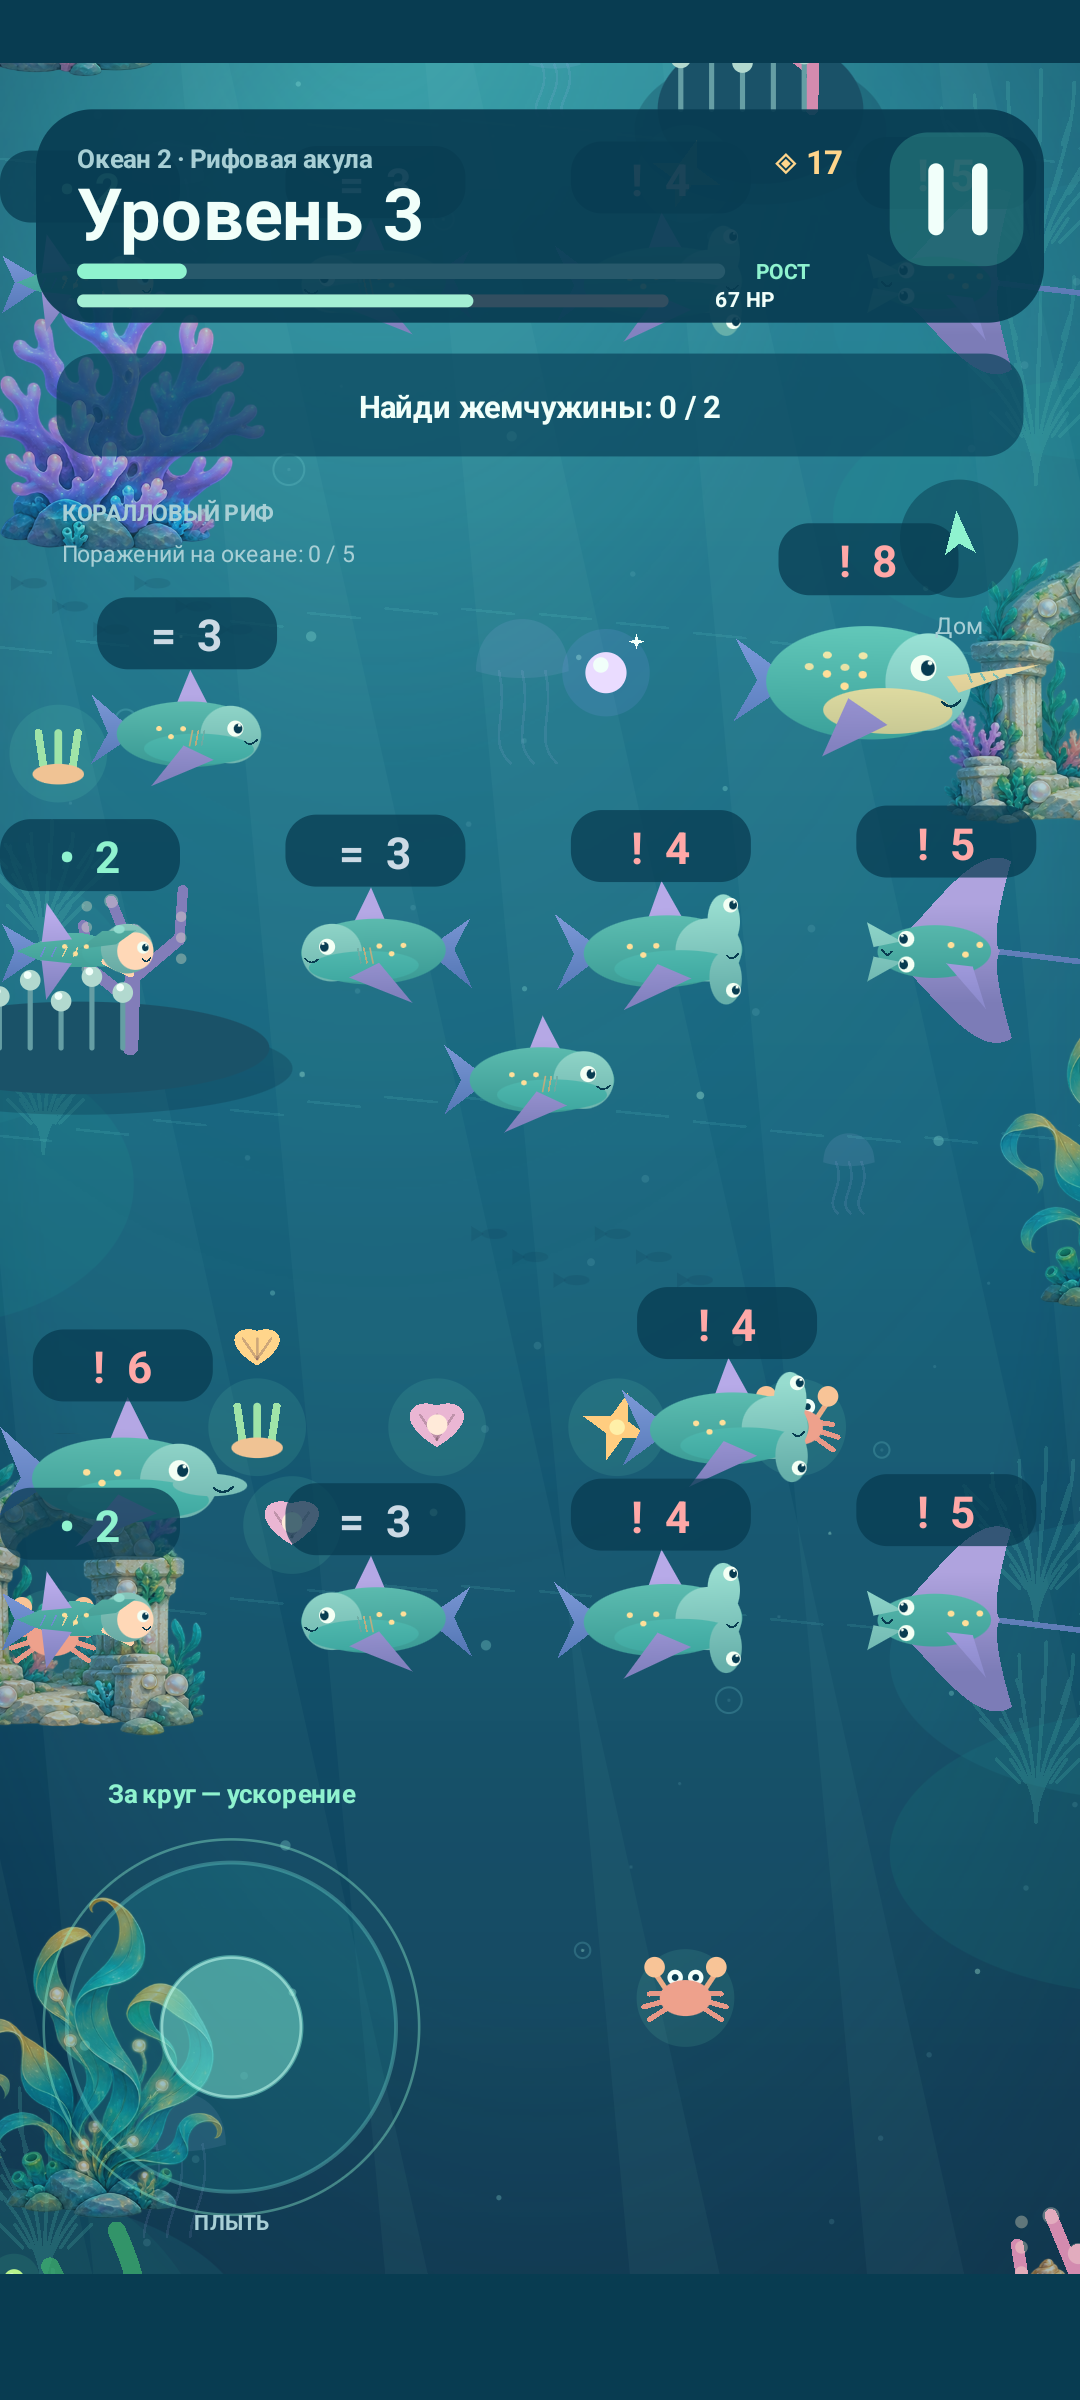 Океан 2 · Рифовая акула
17
Уровень 3
РОСТ
67 HP
Найди жемчужины: 0 / 2
КОРАЛЛОВЫЙ РИФ
Поражений на океане: 0 / 5
! 8
= 3
Дом
• 2
= 3
! 4
! 5
! 4
! 6
• 2
= 3
! 4
! 5
За круг — ускорение
ПЛЫТЬ